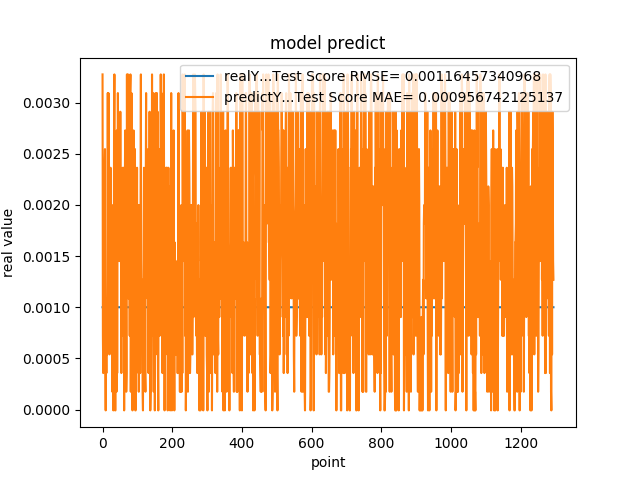 model predict
realY...Test Score RMSE= 0.00116457340968
predictY...Test Score MAE= 0.000956742125137
0.0030
0.0025
0.0020
0.0015
0.0010
0.0005
0.0000
real value
0 200 400 600 800 1000 1200
point